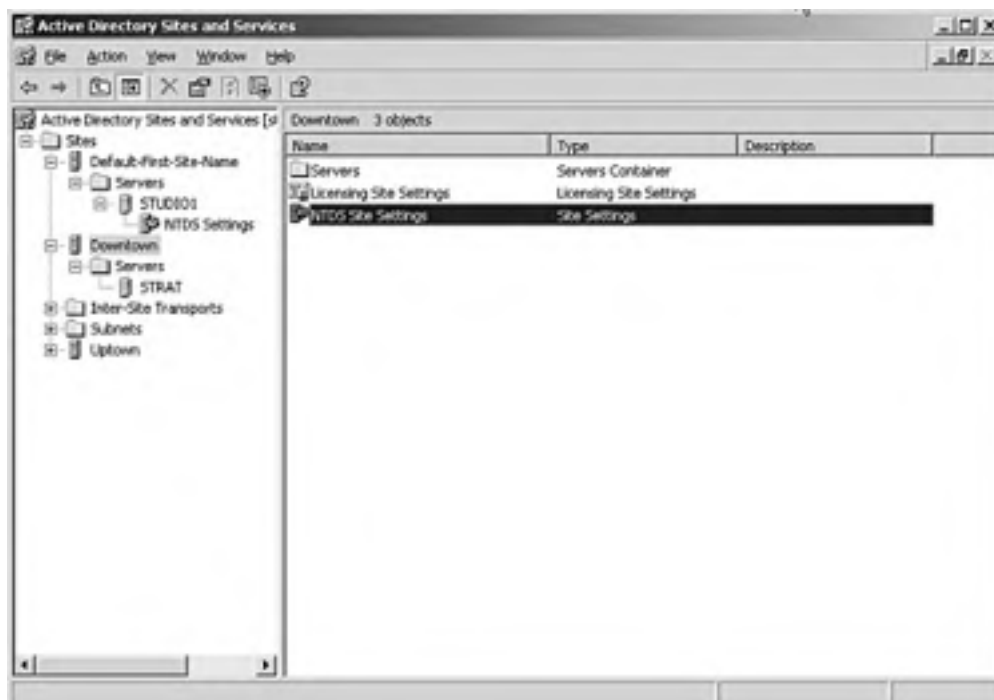 Active Directory Sites and Services
File Action View Window Help
Active Directory Sites and Services [s
Sites
Default-First-Site-Name
Servers
STUDIO1
NTDS Settings
Downtown
Servers
STRAT
Inter-Site Transports
Subnets
Uptown
Downtown 3 objects
Name Type Description
Servers Servers Container
Licensing Site Settings Licensing Site Settings
NTDS Site Settings Site Settings